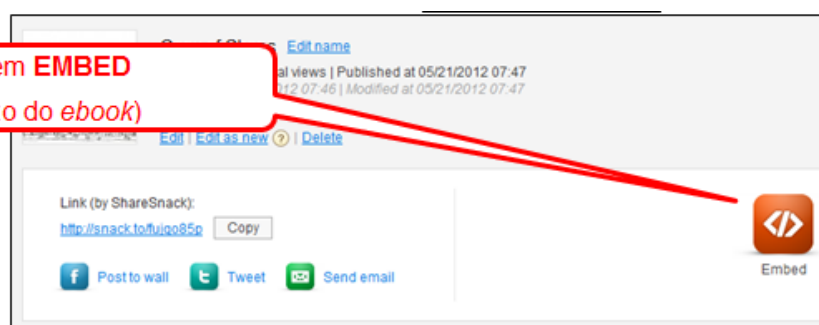 Edit name
em EMBED
al views | Published at 05/21/2012 07:47
2012 07:46 | Modified at 05/21/2012 07:47
o do ebook)
Edit | Edit as new ? | Delete
Link (by ShareSnack):
http://snack.to/fujqo85p Copy
Post to wall Tweet Send email
Embed